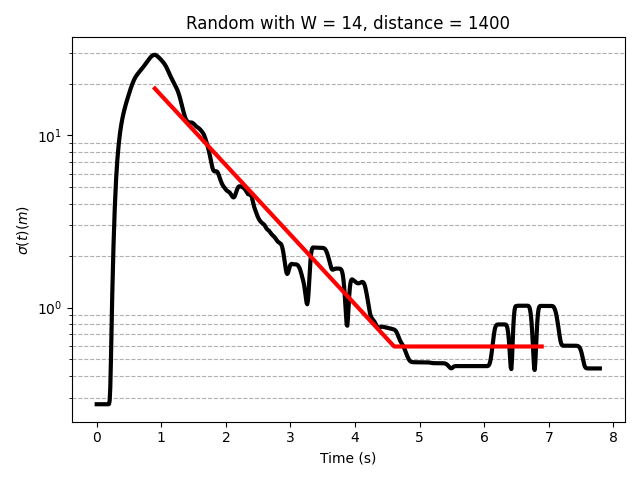 Random with W = 14, distance = 1400
σ(t)(m)
10¹
10⁰
0 1 2 3 4 5 6 7 8
Time (s)